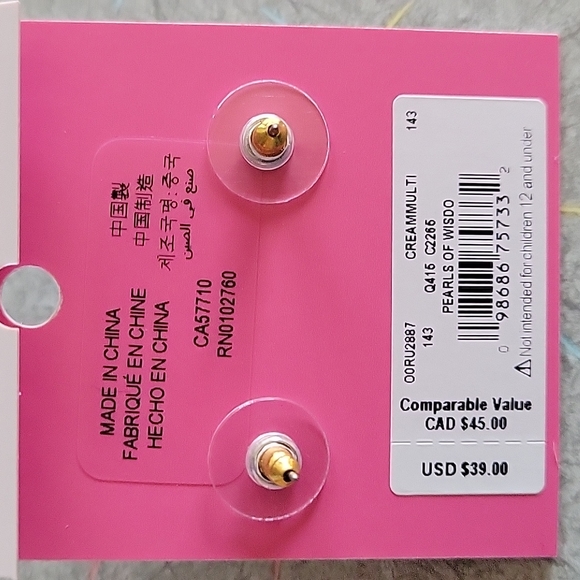 MADE IN CHINA
FABRIQUÉ EN CHINE
HECHO EN CHINA
中国製
中国制造
제조국명:중국
صنع في الصين
CA57710
RN0102760
OORU2887 CREAMMULTI 143
143 Q416 C2265
PEARLS OF WISDO
0 98686 75733 2
Not intended for children 12 and under
Comparable Value
CAD $45.00
USD $39.00